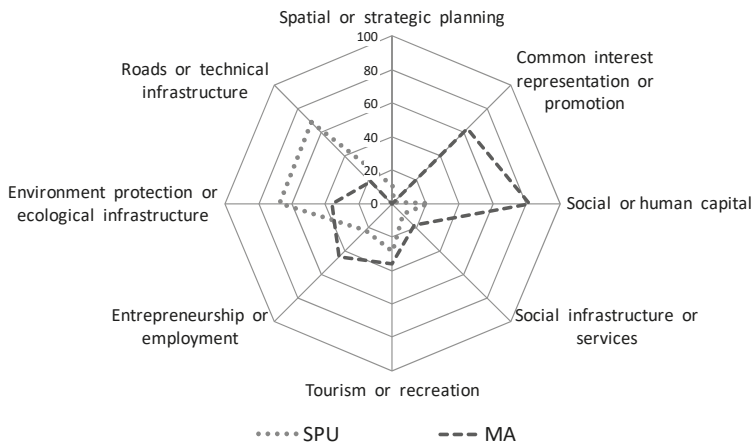 Spatial or strategic planning
100
80
60
40
20
0
Common interest
representation or
promotion
Social or human capital
Social infrastructure or
services
Tourism or recreation
Entrepreneurship or
employment
Environment protection or
ecological infrastructure
Roads or technical
infrastructure
SPU
MA